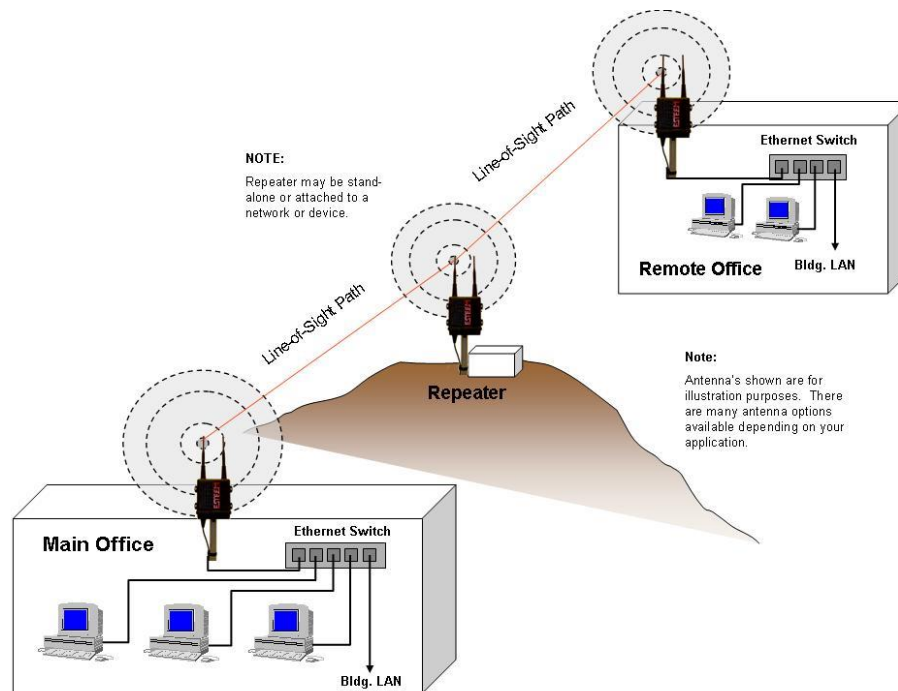 Ethernet Switch
Line-of-Sight Path
NOTE:
Repeater may be stand-
alone or attached to a
network or device.
Remote Office
Bldg. LAN
Line-of-Sight Path
Note:
Antenna's shown are for
illustration purposes.  There
are many antenna options
available depending on your
application.
Repeater
Ethernet Switch
Main Office
Bldg. LAN